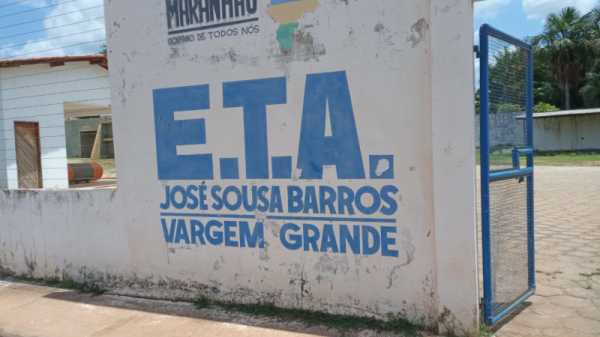 MARANHÃO
GOVERNO DE TODOS NÓS
E.T.A.
JOSÉ SOUSA BARROS
VARGEM GRANDE